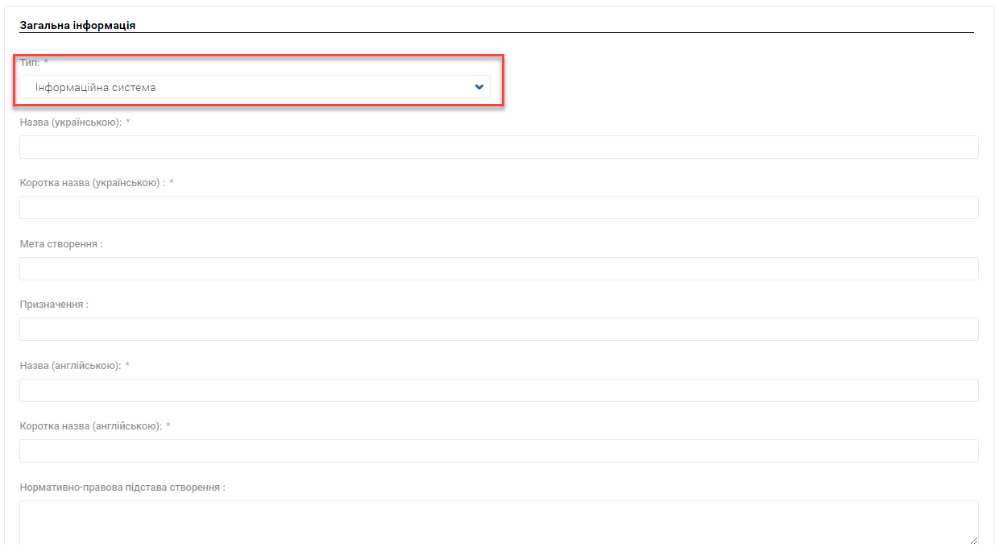 Загальна інформація
Тип: *
Інформаційна система
Назва (українською): *
Коротка назва (українською) : *
Мета створення :
Призначення :
Назва (англійською): *
Коротка назва (англійською): *
Нормативно-правова підстава створення :